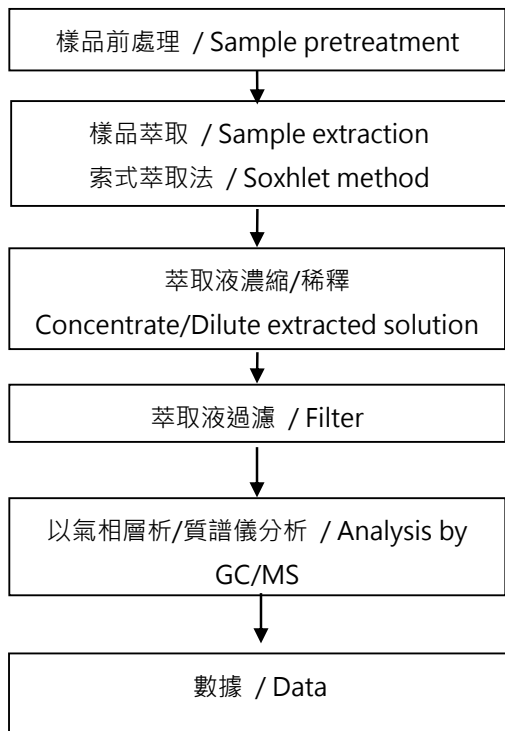 樣品前處理 / Sample pretreatment
樣品萃取 / Sample extraction
索式萃取法 / Soxhlet method
萃取液濃縮/稀釋
Concentrate/Dilute extracted solution
萃取液過濾 / Filter
以氣相層析/質譜儀分析 / Analysis by
GC/MS
數據 / Data